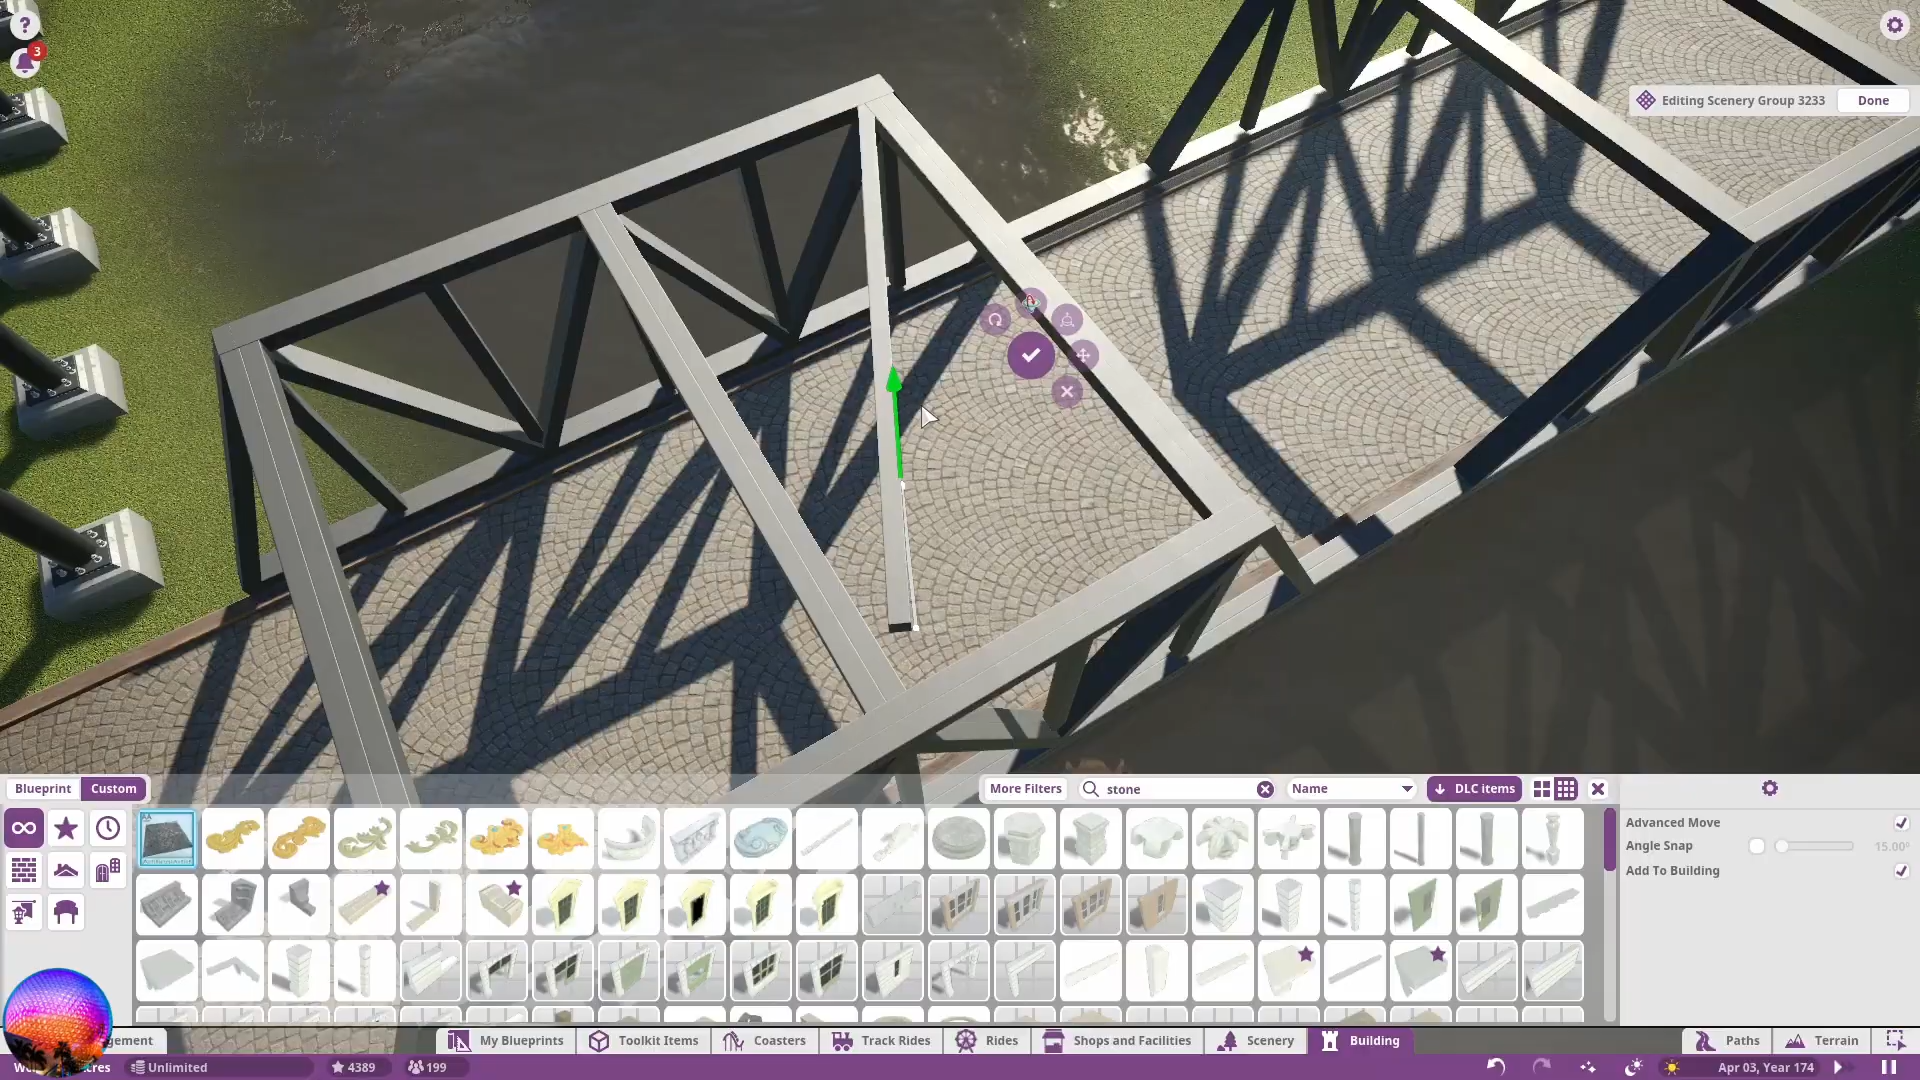 ?
3
Editing Scenery Group 3233
Done
Blueprint
Custom
More Filters
stone
Name
DLC items
Advanced Move
Angle Snap
15.00°
Add To Building
My Blueprints
Toolkit Items
Coasters
Track Rides
Rides
Shops and Facilities
Scenery
Building
Paths
Terrain
Unlimited
4389
199
Apr 03, Year 174